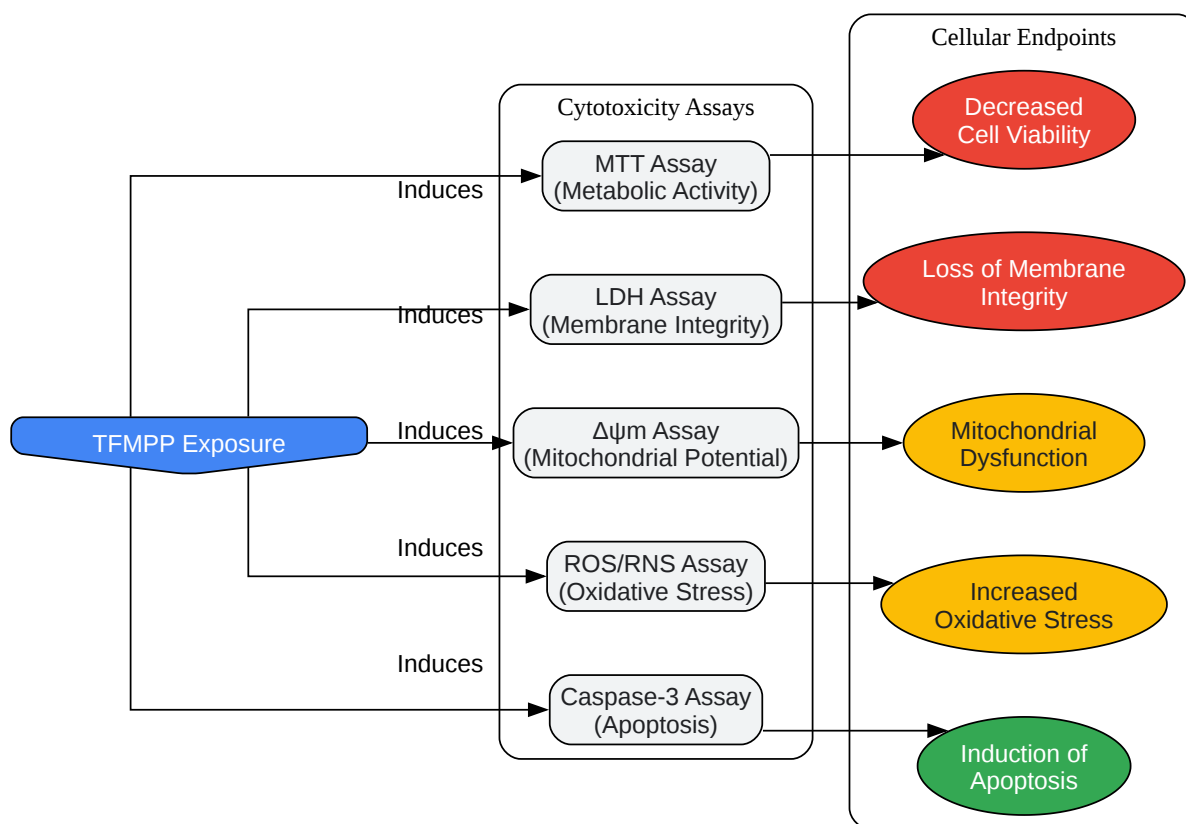 Cellular Endpoints
Cytotoxicity Assays
Decreased
Cell Viability
MTT Assay
(Metabolic Activity)
Induces
Loss of Membrane
Integrity
LDH Assay
(Membrane Integrity)
Induces
TFMPP Exposure
Induces
Δψm Assay
(Mitochondrial Potential)
Mitochondrial
Dysfunction
Induces
ROS/RNS Assay
(Oxidative Stress)
Increased
Oxidative Stress
Induces
Caspase-3 Assay
(Apoptosis)
Induction of
Apoptosis